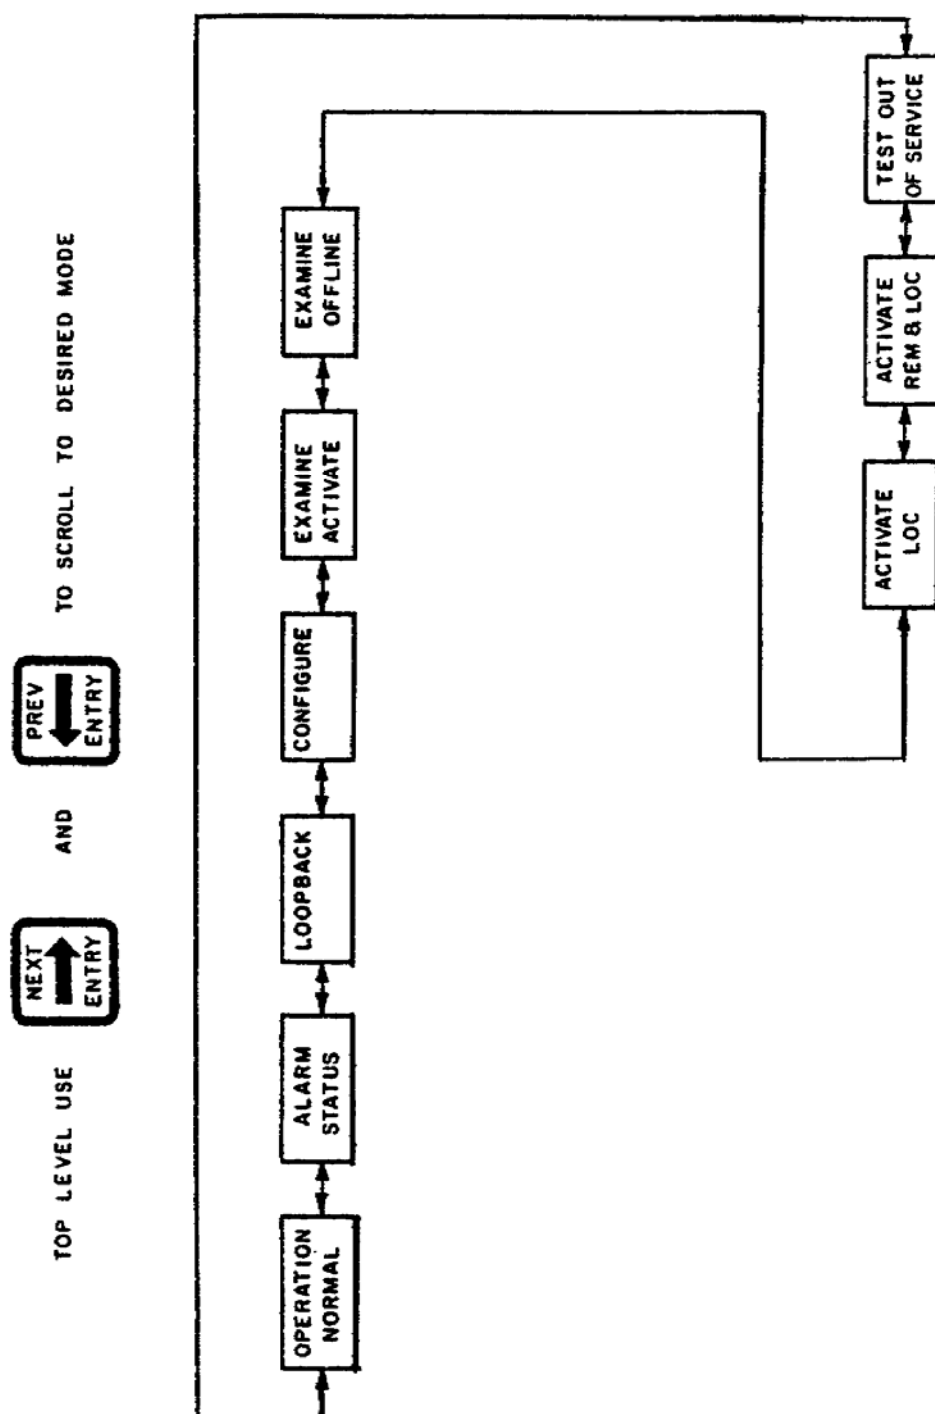 TOP LEVEL USE
NEXT
ENTRY
AND
PREV
ENTRY
TO SCROLL TO DESIRED MODE
OPERATION
NORMAL
ALARM
STATUS
LOOPBACK
CONFIGURE
EXAMINE
ACTIVATE
EXAMINE
OFFLINE
ACTIVATE
LOC
ACTIVATE
REM & LOC
TEST OUT
OF SERVICE